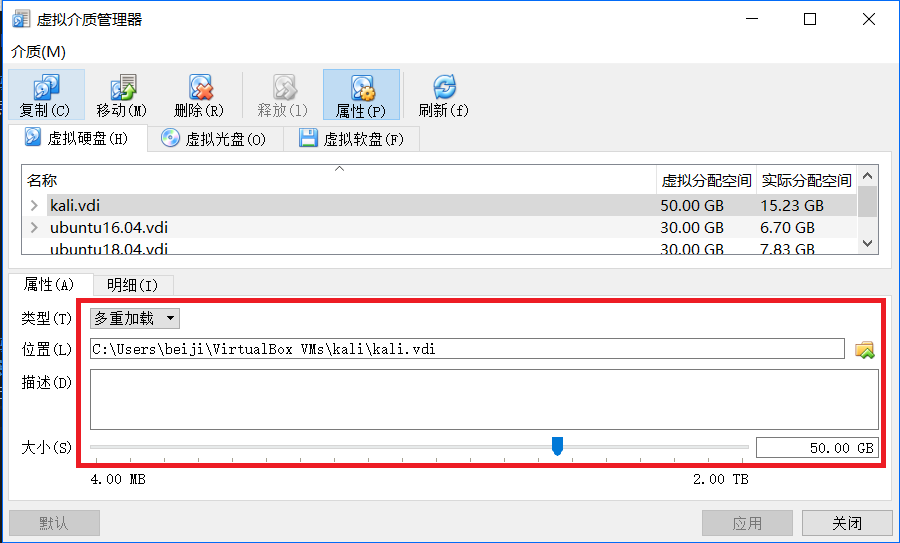 虚拟介质管理器
介质(M)
复制(C) 移动(M) 删除(R) 释放(l) 属性(P) 刷新(f)
虚拟硬盘(H) 虚拟光盘(O) 虚拟软盘(F)
名称 虚拟分配空间 实际分配空间
kali.vdi 50.00 GB 15.23 GB
ubuntu16.04.vdi 30.00 GB 6.70 GB
ubuntu18.04.vdi 30.00 GB 7.83 GB
属性(A) 明细(I)
类型(T) 多重加载
位置(L) C:\Users\beiji\VirtualBox VMs\kali\kali.vdi
描述(D)
大小(S) 50.00 GB
4.00 MB 2.00 TB
默认 应用 关闭